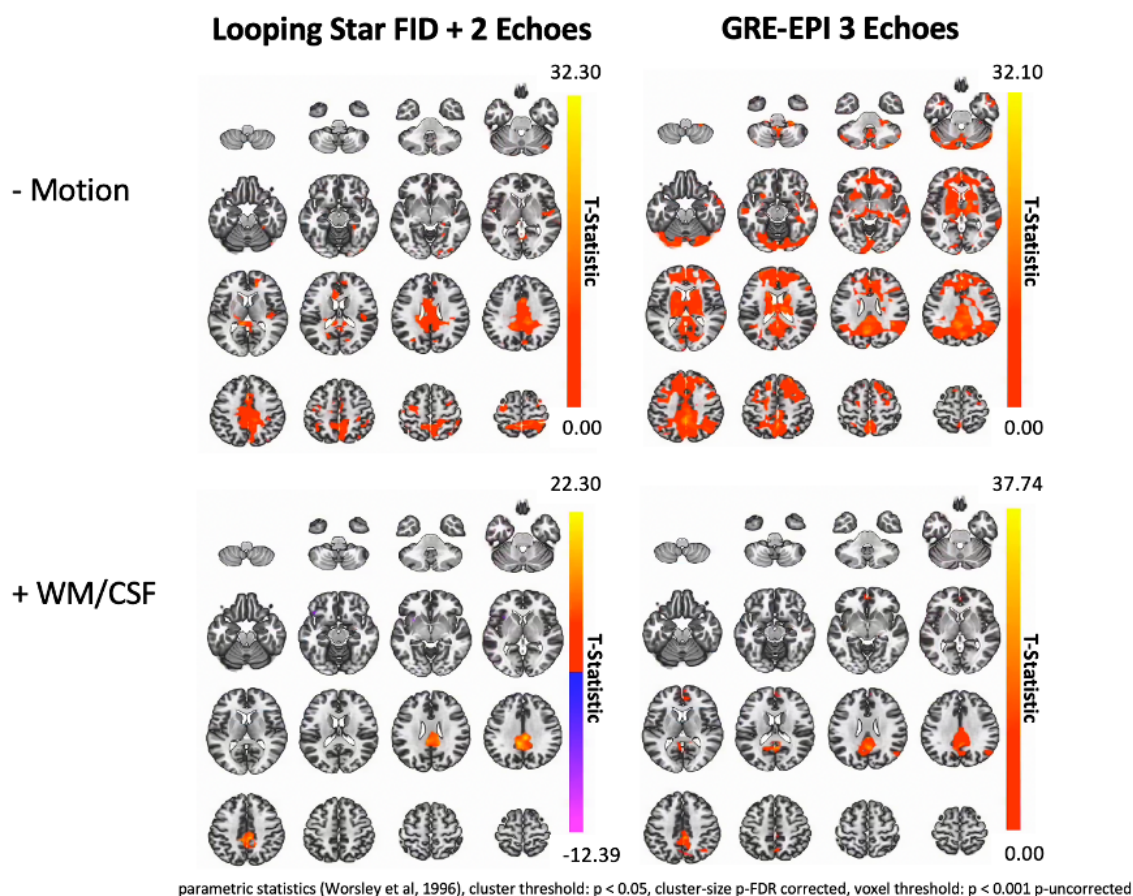 Looping Star FID + 2 Echoes
GRE-EPI 3 Echoes
- Motion
32.30
T-Statistic
0.00
32.10
T-Statistic
0.00
+ WM/CSF
22.30
T-Statistic
-12.39
37.74
T-Statistic
0.00
parametric statistics (Worsley et al, 1996), cluster threshold: p < 0.05, cluster-size p-FDR corrected, voxel threshold: p < 0.001 p-uncorrected